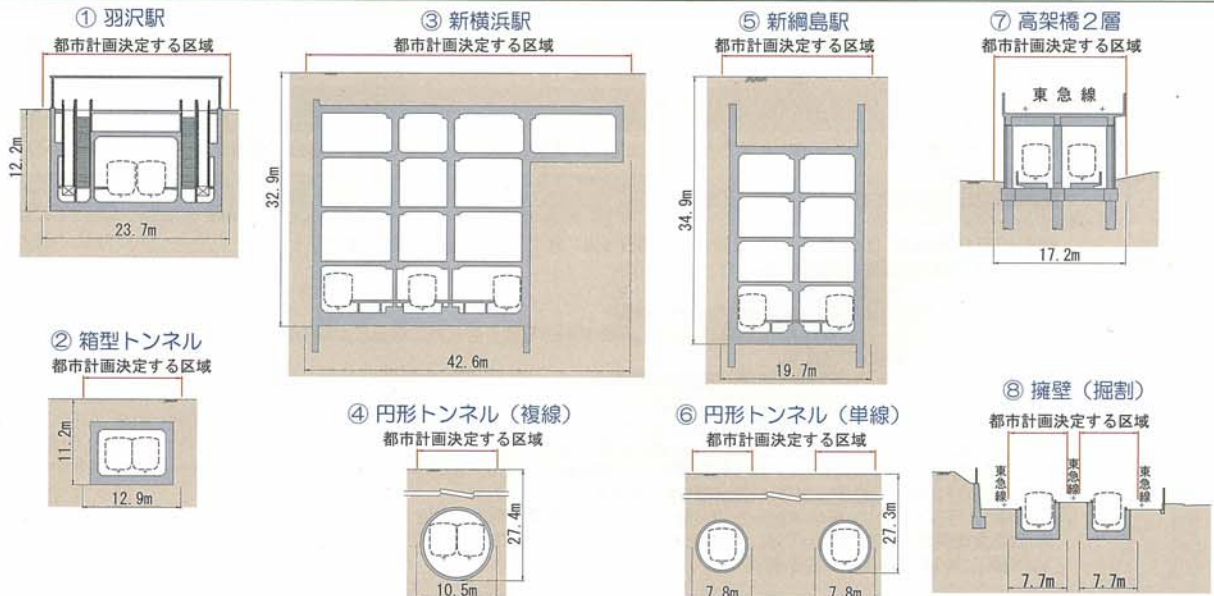 ① 羽沢駅
都市計画決定する区域
12.2m
23.7m
② 箱型トンネル
都市計画決定する区域
11.2m
12.9m
③ 新横浜駅
都市計画決定する区域
32.9m
42.6m
④ 円形トンネル（複線）
都市計画決定する区域
27.4m
10.5m
⑤ 新綱島駅
都市計画決定する区域
34.9m
19.7m
⑥ 円形トンネル（単線）
都市計画決定する区域
27.3m
7.8m
7.8m
⑦ 高架橋２層
都市計画決定する区域
東急線
17.2m
⑧ 擁壁（掘割）
都市計画決定する区域
東急線
東急線
東急線
7.7m
7.7m